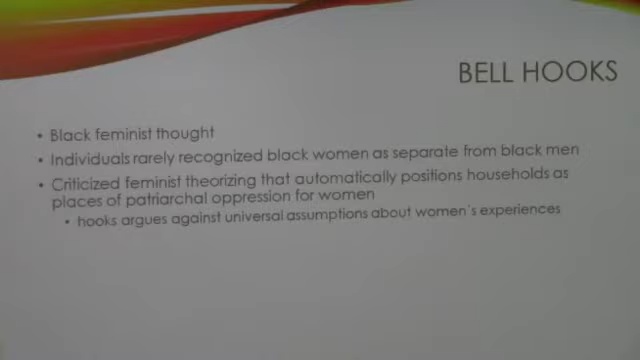 BELL HOOKS
• Black feminist thought
• Individuals rarely recognized black women as separate from black men
• Criticized feminist theorizing that automatically positions households as
places of patriarchal oppression for women
• hooks argues against universal assumptions about women's experiences